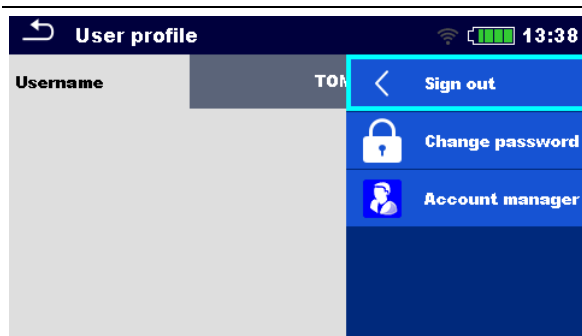 User profile 13:38
Username
Sign out
Change password
Account manager